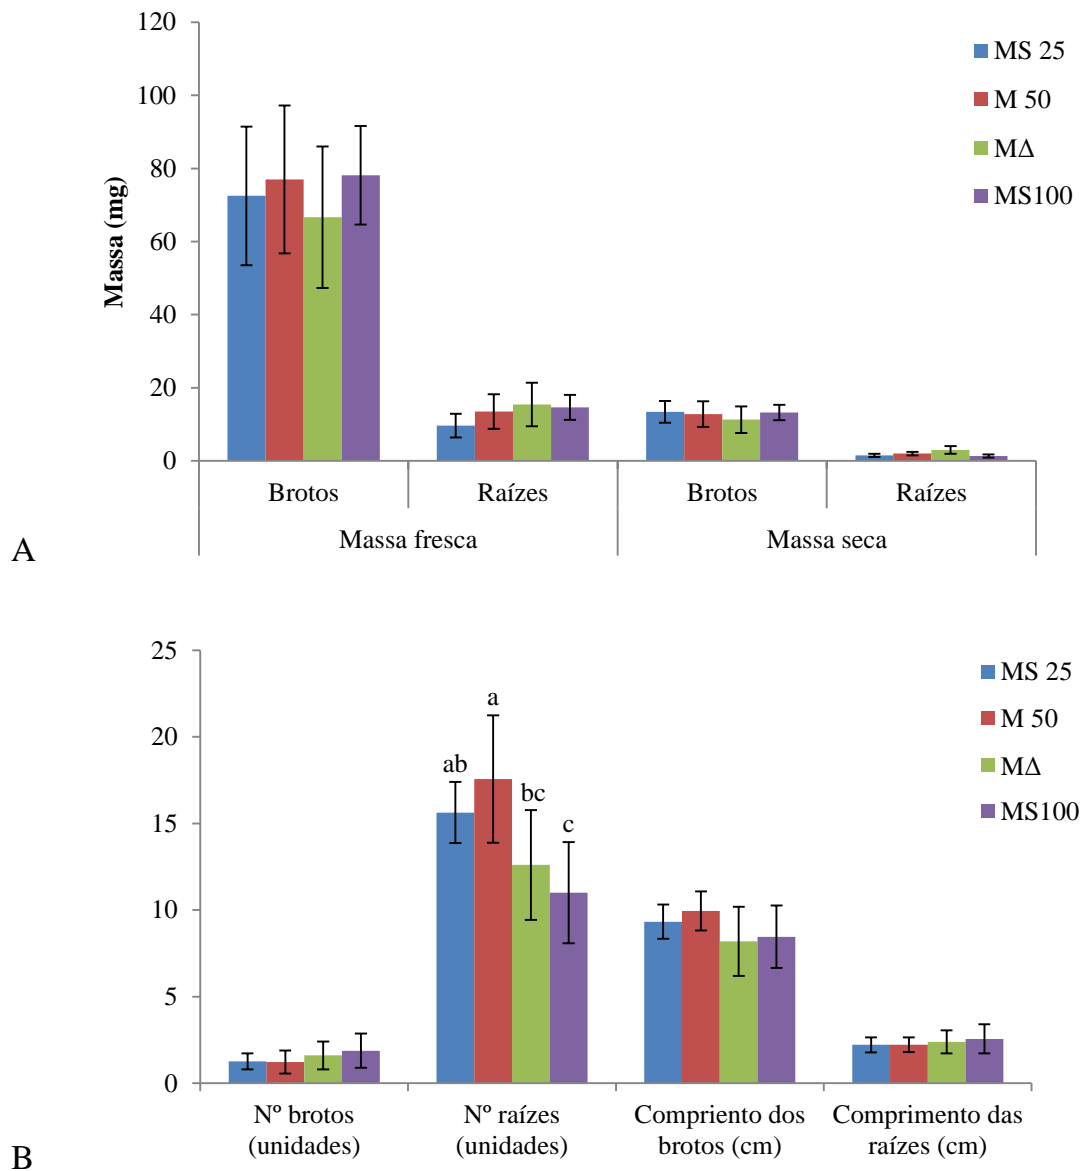 120
100
80
60
40
20
0
Massa (mg)
MS 25
M 50
MΔ
MS100
Brotos
Raízes
Brotos
Raízes
Massa fresca
Massa seca
A
25
20
15
10
5
0
ab
a
bc
c
MS 25
M 50
MΔ
MS100
Nº brotos
(unidades)
Nº raízes
(unidades)
Compriento dos
brotos (cm)
Comprimento das
raízes (cm)
B